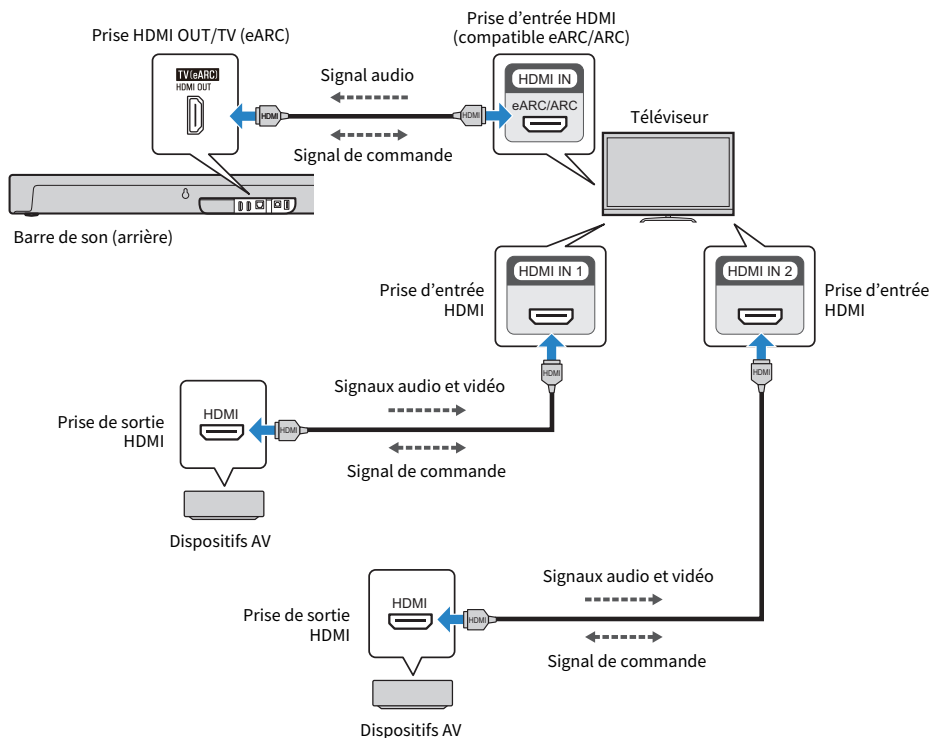 Prise HDMI OUT/TV (eARC)
TV(eARC)
HDMI OUT
HDMI
Signal audio
Signal de commande
HDMI
Prise d’entrée HDMI
(compatible eARC/ARC)
HDMI IN
eARC/ARC
Téléviseur
Barre de son (arrière)
Prise d’entrée
HDMI
HDMI IN 1
HDMI
HDMI IN 2
HDMI
Prise d’entrée
HDMI
Prise de sortie
HDMI
HDMI
HDMI
Signaux audio et vidéo
Signal de commande
Dispositifs AV
Prise de sortie
HDMI
HDMI
HDMI
Signaux audio et vidéo
Signal de commande
Dispositifs AV